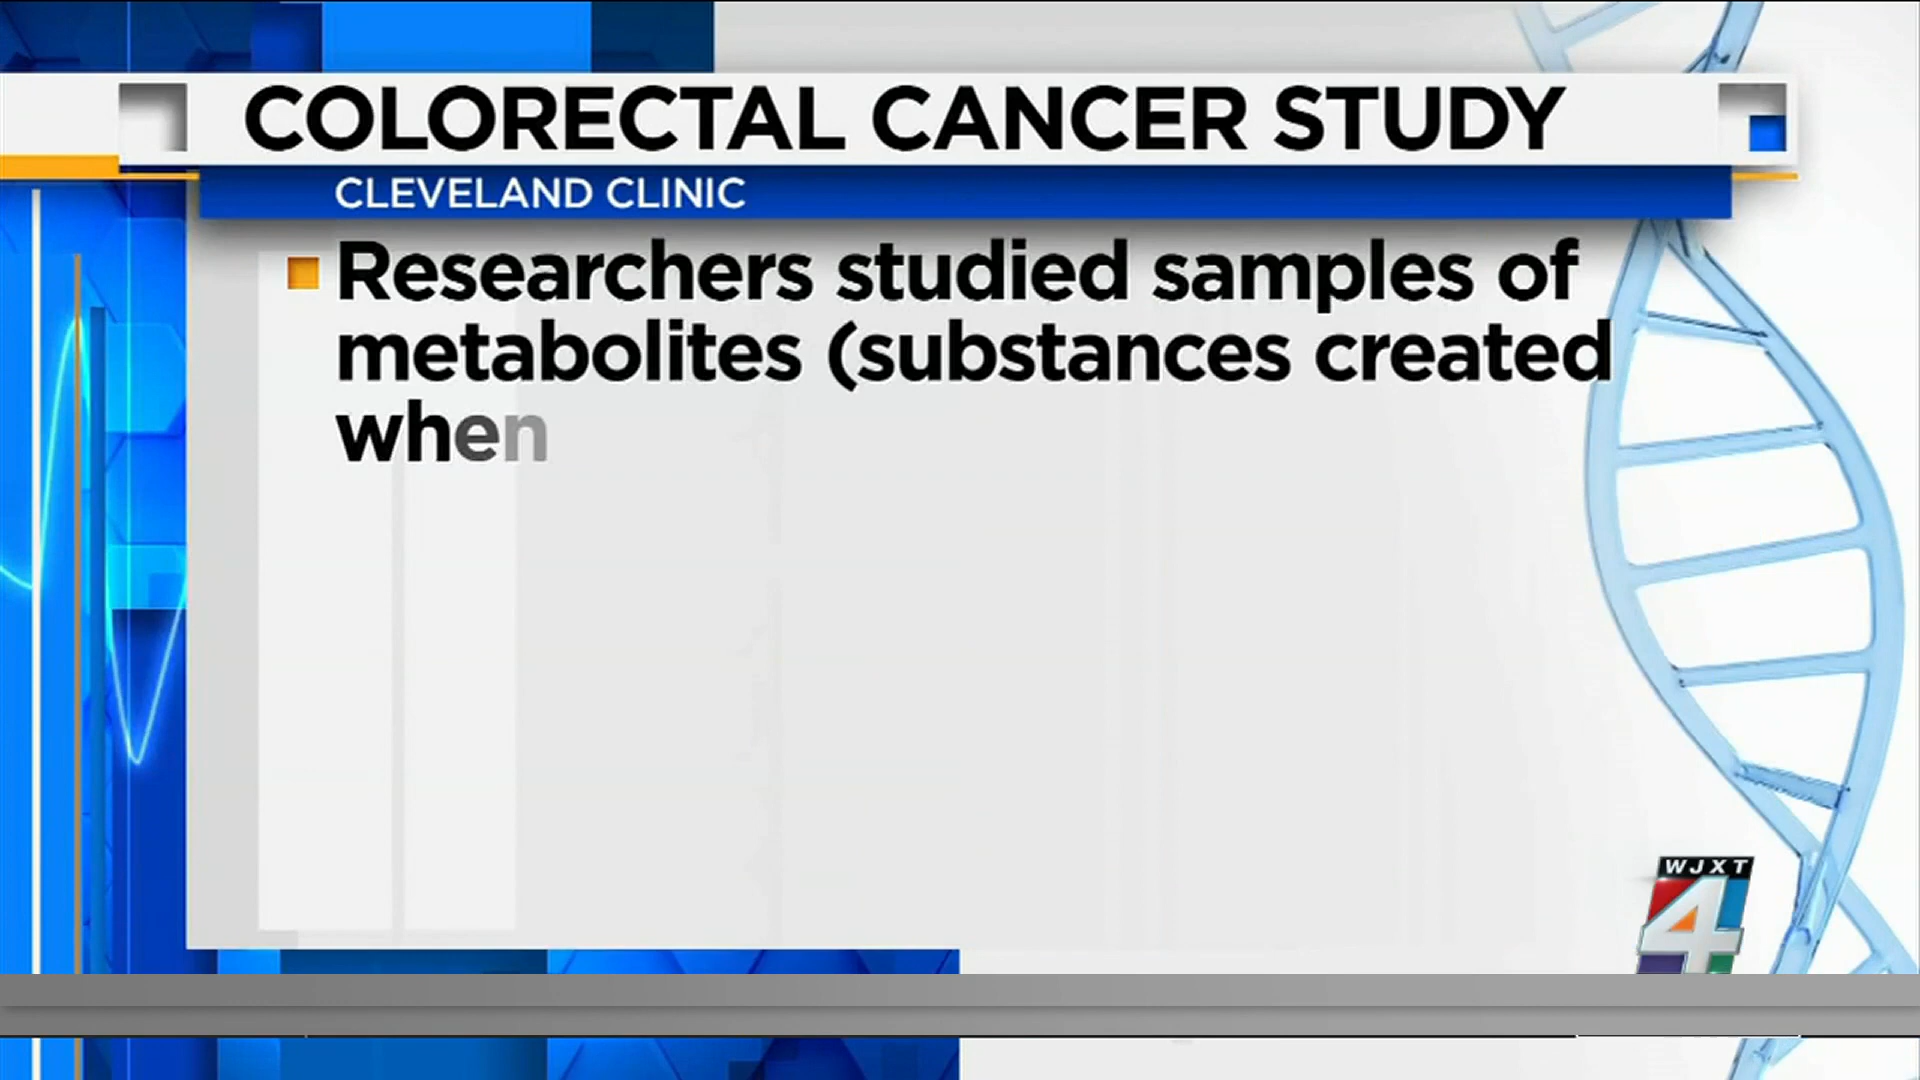 COLORECTAL CANCER STUDY
CLEVELAND CLINIC
Researchers studied samples of
metabolites (substances created
when
WJXT
4